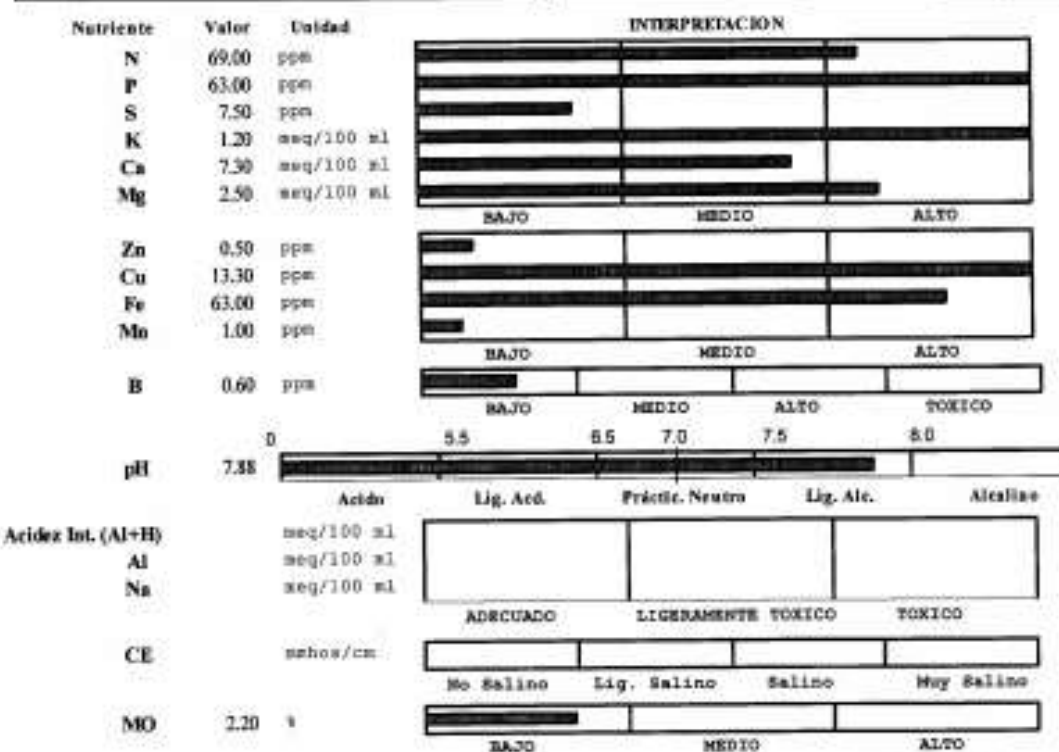 Nutriente Valor Unidad INTERPRETACION
N 69.00 ppm
P 63.00 ppm
S 7.50 ppm
K 1.20 meq/100 ml
Ca 7.30 meq/100 ml
Mg 2.50 meq/100 ml
BAJO MEDIO ALTO
Zn 0.50 ppm
Cu 13.30 ppm
Fe 63.00 ppm
Mn 1.00 ppm
BAJO MEDIO ALTO
B 0.60 ppm
BAJO MEDIO ALTO TOXICO
0 5.5 6.5 7.0 7.5 8.0
pH 7.88
Acido Lig. Acd. Práctic. Neutro Lig. Alc. Alcalino
Acidez Int. (Al+H) meq/100 ml
Al meq/100 ml
Na meq/100 ml
ADECUADO LIGERAMENTE TOXICO TOXICO
CE mmhos/cm
No Salino Lig. Salino Salino Muy Salino
MO 2.20 %
BAJO MEDIO ALTO